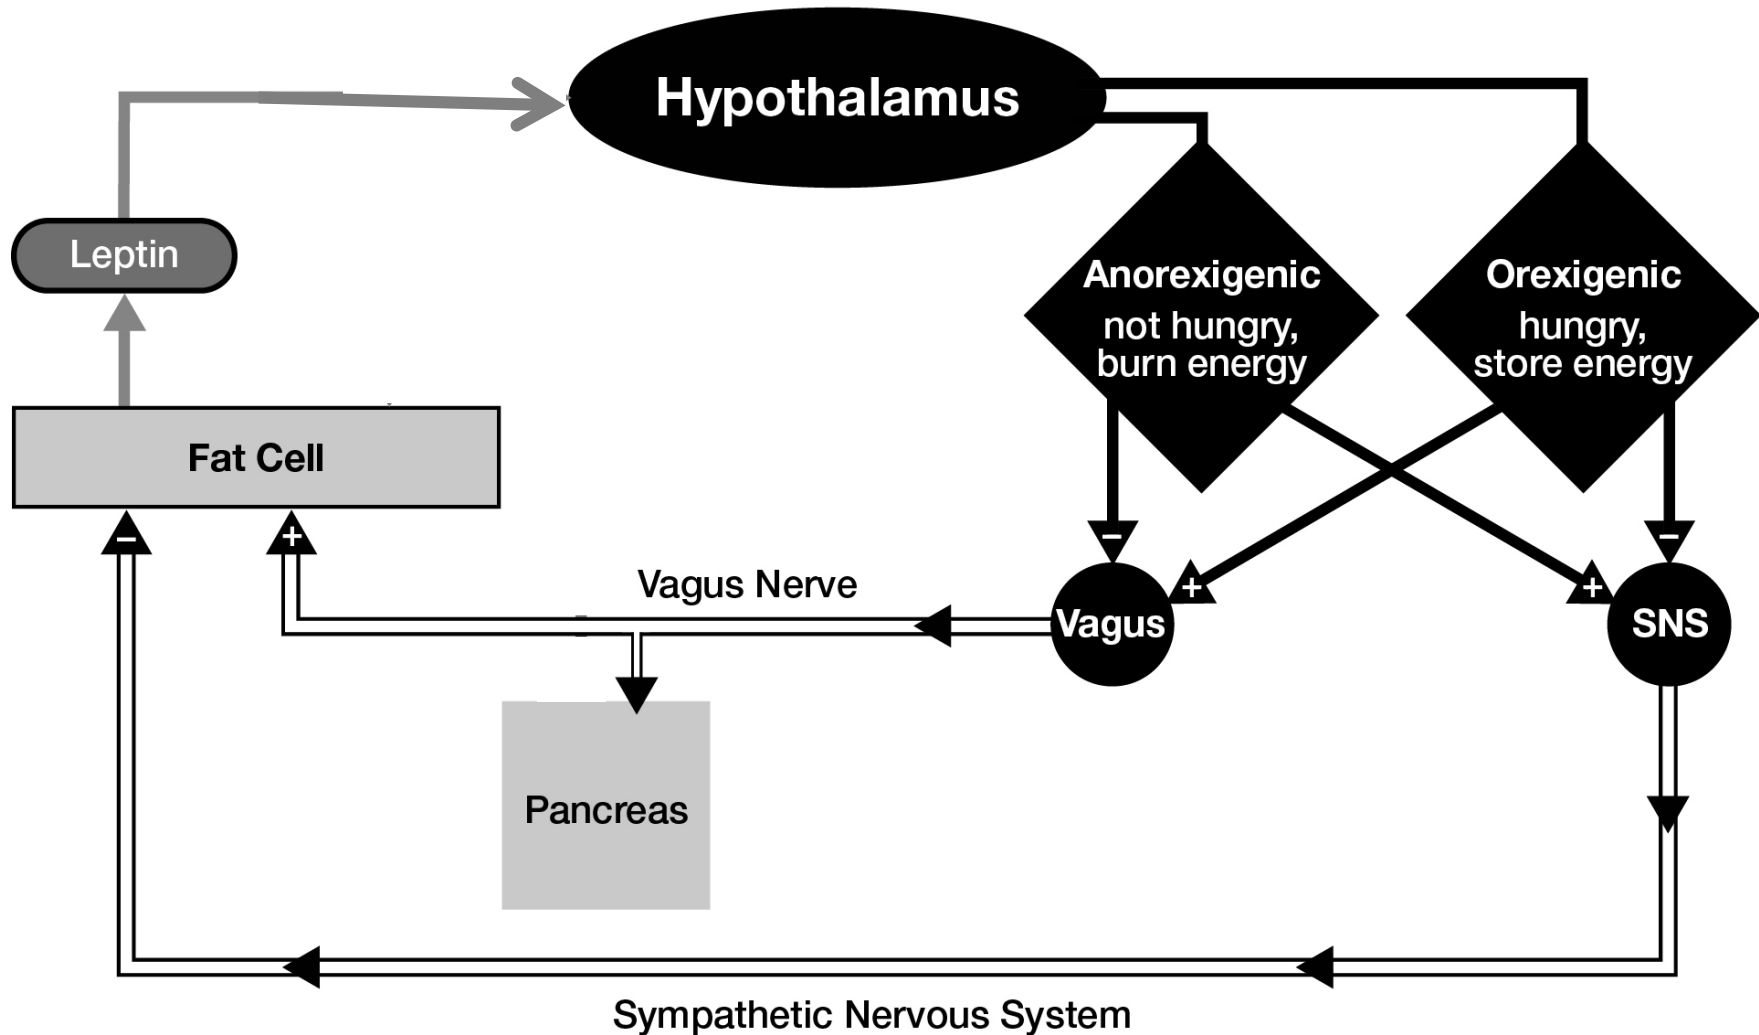 Hypothalamus
Leptin
Anorexigenic
not hungry,
burn energy
Orexigenic
hungry,
store energy
Fat Cell
−
+
−
+
+
−
Vagus Nerve
Vagus
SNS
Pancreas
Sympathetic Nervous System